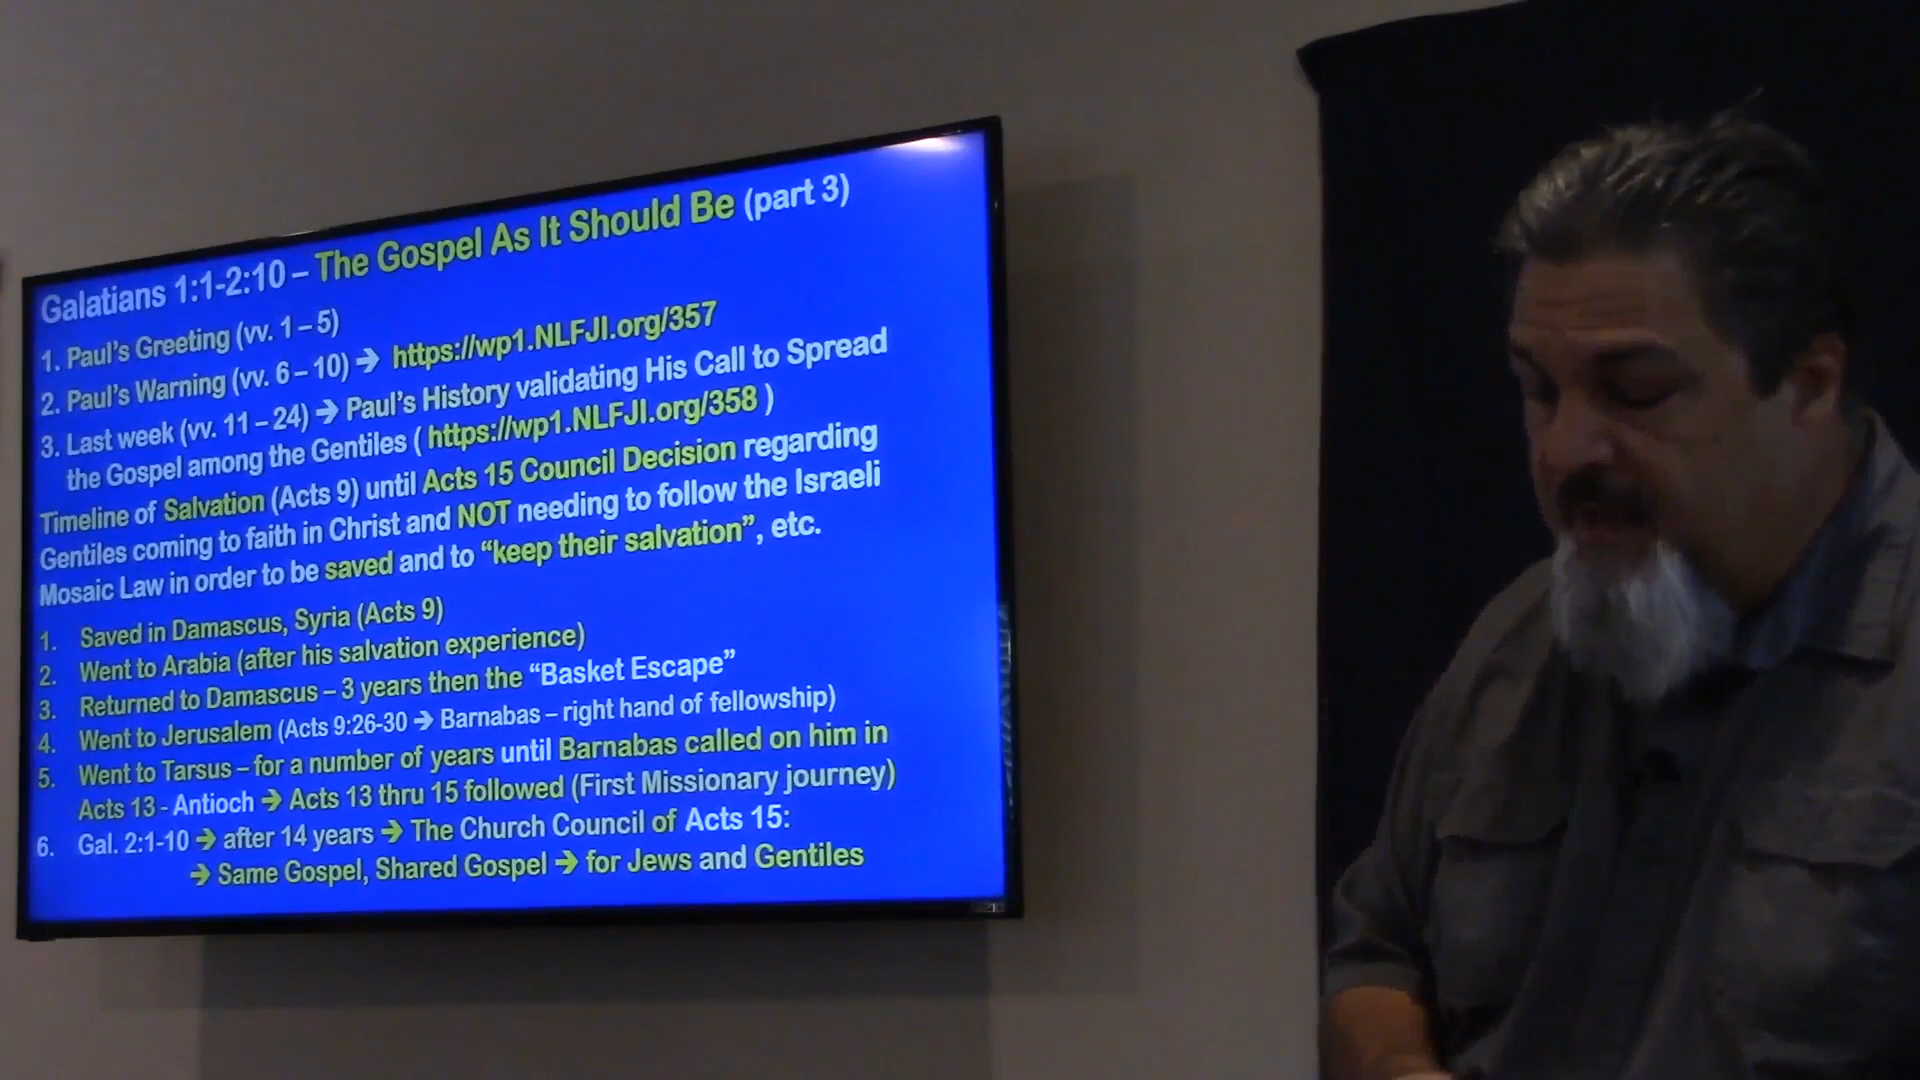 Galatians 1:1-2:10 – The Gospel As It Should Be (part 3)
1. Paul's Greeting (vv. 1 – 5)
2. Paul's Warning (vv. 6 – 10) ➔ https://wp1.NLFJI.org/357
3. Last week (vv. 11 – 24) ➔ Paul's History validating His Call to Spread
the Gospel among the Gentiles ( https://wp1.NLFJI.org/358 )
Timeline of Salvation (Acts 9) until Acts 15 Council Decision regarding
Gentiles coming to faith in Christ and NOT needing to follow the Israeli
Mosaic Law in order to be saved and to “keep their salvation”, etc.
1. Saved in Damascus, Syria (Acts 9)
2. Went to Arabia (after his salvation experience)
3. Returned to Damascus – 3 years then the “Basket Escape”
4. Went to Jerusalem (Acts 9:26-30 ➔ Barnabas – right hand of fellowship)
5. Went to Tarsus – for a number of years until Barnabas called on him in
Acts 13 - Antioch ➔ Acts 13 thru 15 followed (First Missionary journey)
6. Gal. 2:1-10 ➔ after 14 years ➔ The Church Council of Acts 15:
➔ Same Gospel, Shared Gospel ➔ for Jews and Gentiles